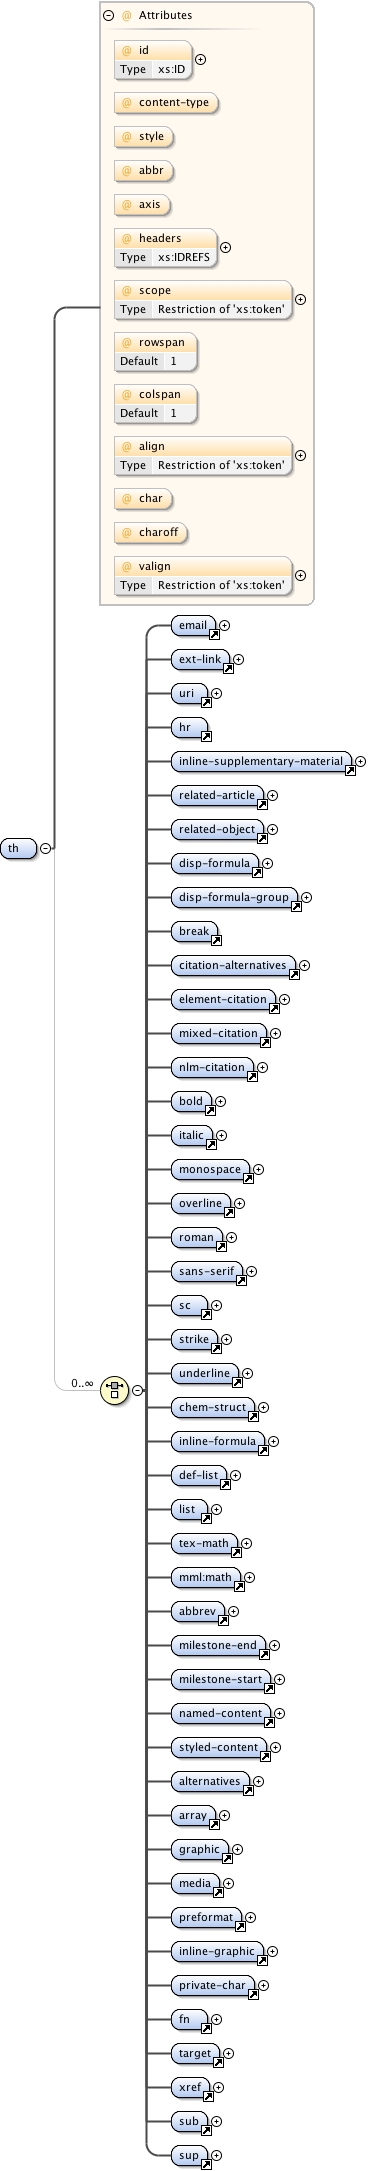 @ Attributes
@ id
Type xs:ID
@ content-type
@ style
@ abbr
@ axis
@ headers
Type xs:IDREFS
@ scope
Type Restriction of 'xs:token'
@ rowspan
Default 1
@ colspan
Default 1
@ align
Type Restriction of 'xs:token'
@ char
@ charoff
@ valign
Type Restriction of 'xs:token'
email
ext-link
uri
hr
inline-supplementary-material
related-article
related-object
th
disp-formula
disp-formula-group
break
citation-alternatives
element-citation
mixed-citation
nlm-citation
bold
italic
monospace
overline
roman
sans-serif
sc
strike
underline
0..∞
chem-struct
inline-formula
def-list
list
tex-math
mml:math
abbrev
milestone-end
milestone-start
named-content
styled-content
alternatives
array
graphic
media
preformat
inline-graphic
private-char
fn
target
xref
sub
sup